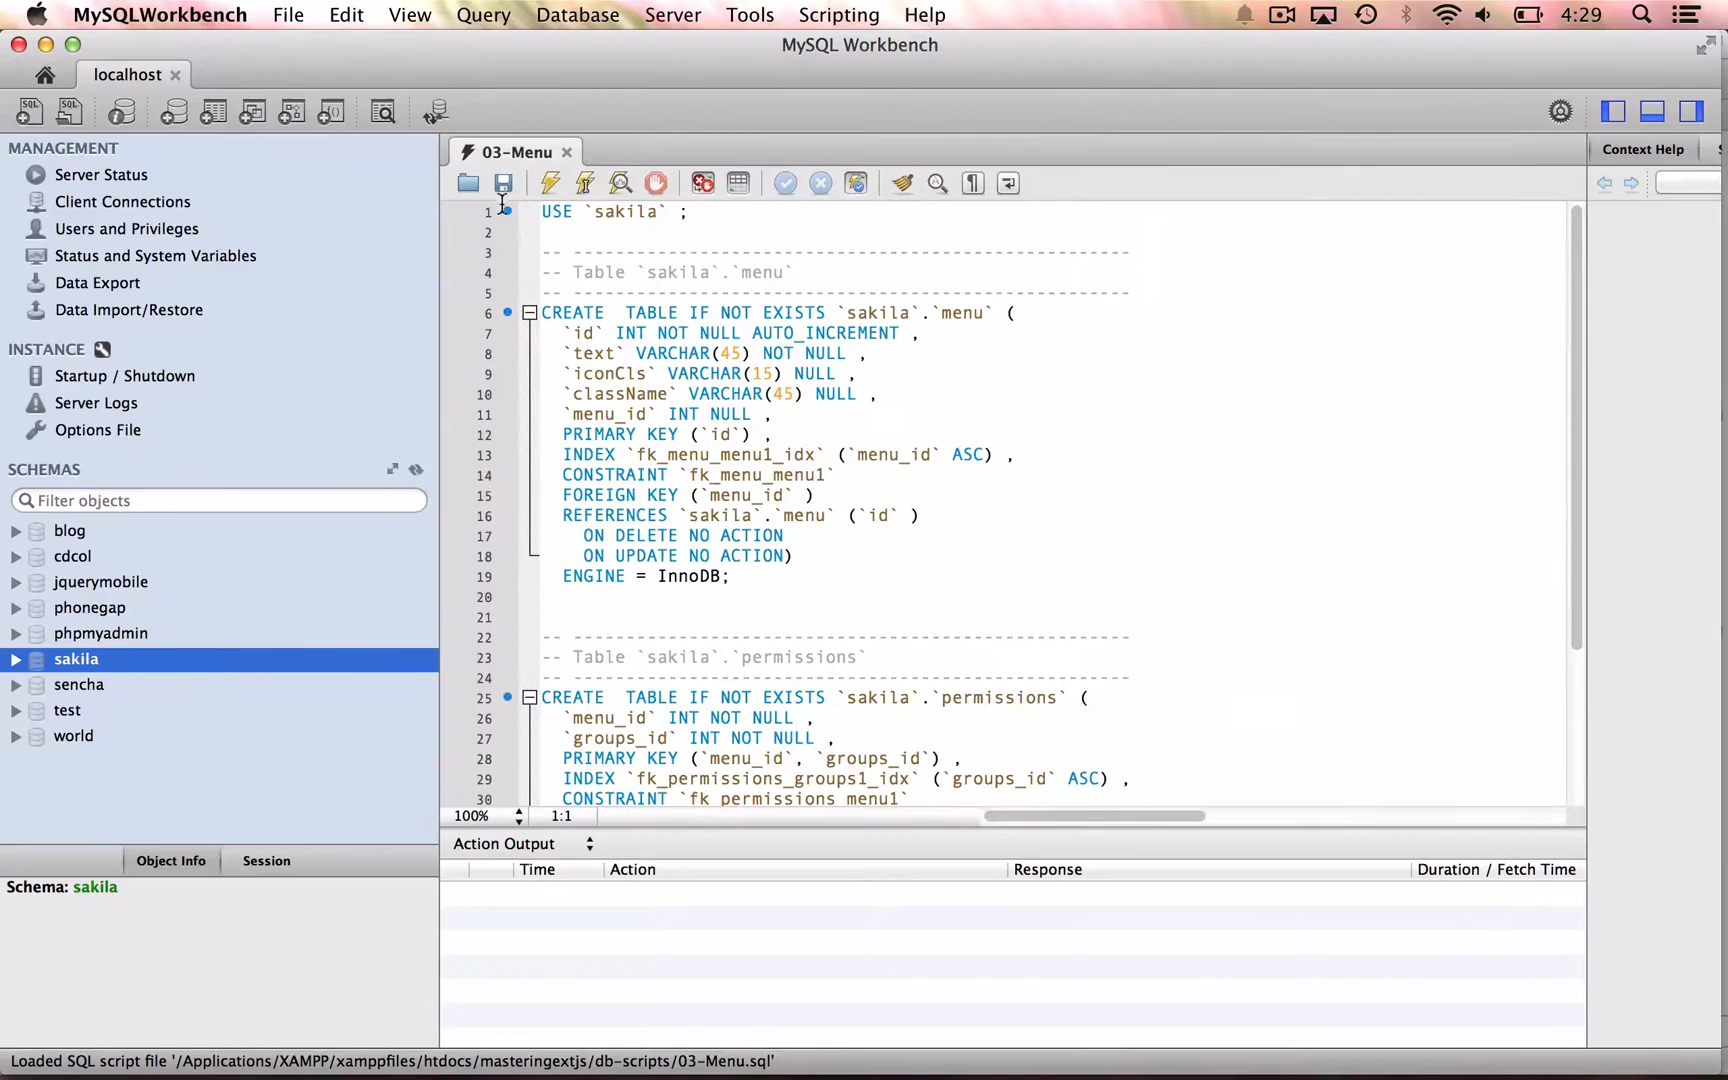 MySQLWorkbench File Edit View Query Database Server Tools Scripting Help 4:29
MySQL Workbench
localhost
SQL SQL
MANAGEMENT
Server Status
Client Connections
Users and Privileges
Status and System Variables
Data Export
Data Import/Restore
INSTANCE
Startup / Shutdown
Server Logs
Options File
SCHEMAS
Filter objects
blog
cdcol
jquerymobile
phonegap
phpmyadmin
sakila
sencha
test
world
Object Info Session
Schema: sakila
03-Menu
1 USE `sakila` ;
2
3 -- -----------------------------------------------------
4 -- Table `sakila`.`menu`
5 -- -----------------------------------------------------
6 CREATE  TABLE IF NOT EXISTS `sakila`.`menu` (
7 `id` INT NOT NULL AUTO_INCREMENT ,
8 `text` VARCHAR(45) NOT NULL ,
9 `iconCls` VARCHAR(15) NULL ,
10 `className` VARCHAR(45) NULL ,
11 `menu_id` INT NULL ,
12 PRIMARY KEY (`id`) ,
13 INDEX `fk_menu_menu1_idx` (`menu_id` ASC) ,
14 CONSTRAINT `fk_menu_menu1`
15 FOREIGN KEY (`menu_id` )
16 REFERENCES `sakila`.`menu` (`id` )
17 ON DELETE NO ACTION
18 ON UPDATE NO ACTION)
19 ENGINE = InnoDB;
20
21
22 -- -----------------------------------------------------
23 -- Table `sakila`.`permissions`
24 -- -----------------------------------------------------
25 CREATE  TABLE IF NOT EXISTS `sakila`.`permissions` (
26 `menu_id` INT NOT NULL ,
27 `groups_id` INT NOT NULL ,
28 PRIMARY KEY (`menu_id`, `groups_id`) ,
29 INDEX `fk_permissions_groups1_idx` (`groups_id` ASC) ,
30 CONSTRAINT `fk_permissions_menu1`
100% 1:1
Action Output
Time Action Response Duration / Fetch Time
Context Help
Loaded SQL script file '/Applications/XAMPP/xamppfiles/htdocs/masteringextjs/db-scripts/03-Menu.sql'